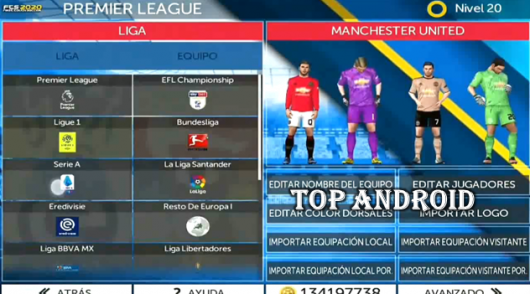 PCS 2020
PREMIER LEAGUE
Nivel 20
LIGA
MANCHESTER UNITED
LIGA
EQUIPO
Premier League
EFL Championship
Ligue 1
Bundesliga
Serie A
La Liga Santander
Eredivisie
Resto De Europa I
Liga BBVA MX
Liga Libertadores
EDITAR NOMBRE DEL EQUIPO
EDITAR JUGADORES
TOP ANDROID
EDITAR COLOR DORSALES
IMPORTAR LOGO
IMPORTAR EQUIPACIÓN LOCAL
IMPORTAR EQUIPACIÓN VISITANTE
IMPORTAR EQUIPACIÓN LOCAL POR.
IMPORTAR EQUIPACIÓN VISITANTE POR.
ATRÁS
? AYUDA
134197738
AVANZADO